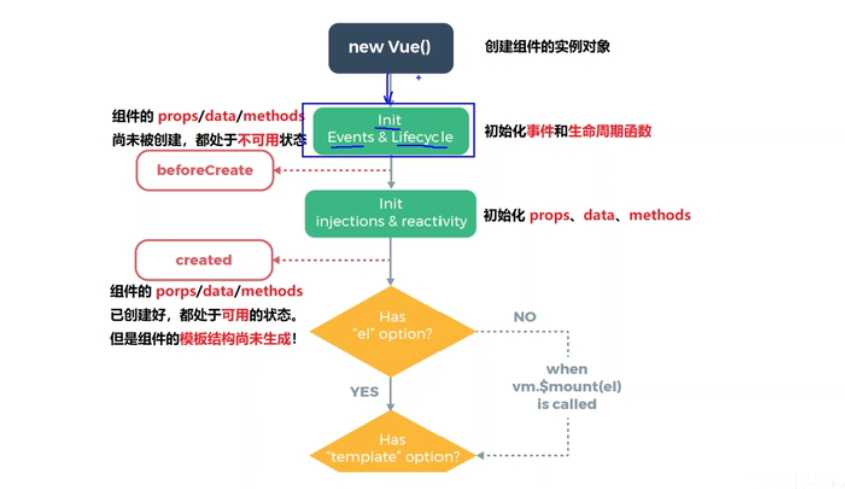 new Vue()
创建组件的实例对象
组件的 props/data/methods
尚未被创建，都处于不可用状态
Init
Events & Lifecycle
初始化事件和生命周期函数
beforeCreate
Init
injections & reactivity
初始化 props、data、methods
created
组件的 porps/data/methods
已创建好，都处于可用的状态。
但是组件的模板结构尚未生成！
Has
"el" option?
NO
when
vm.$mount(el)
is called
YES
Has
"template" option?